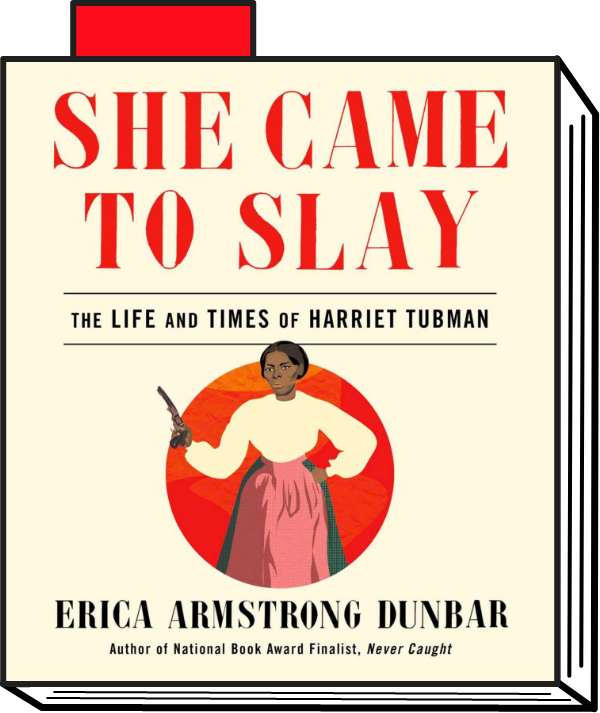 SHE CAME
TO SLAY
THE LIFE AND TIMES OF HARRIET TUBMAN
ERICA ARMSTRONG DUNBAR
Author of National Book Award Finalist, Never Caught